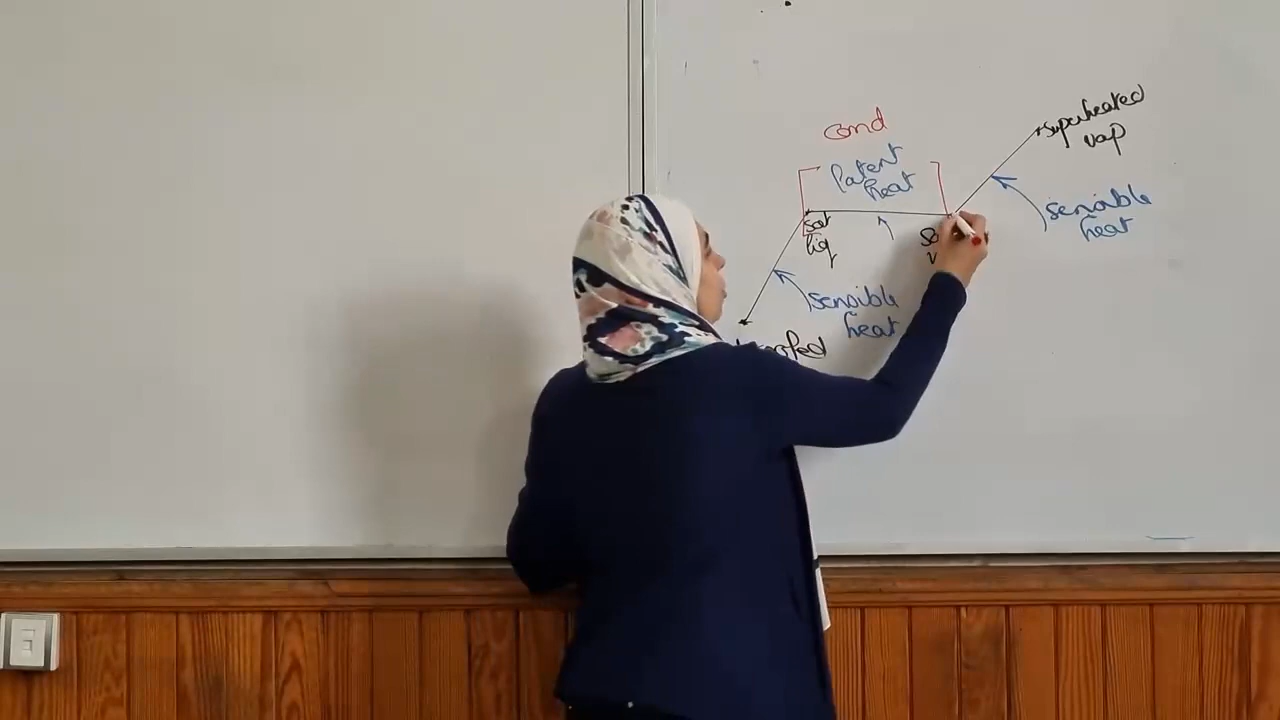 superheated
vap
cond
Latent
heat
sensible
heat
sat
liq
sensible
heat